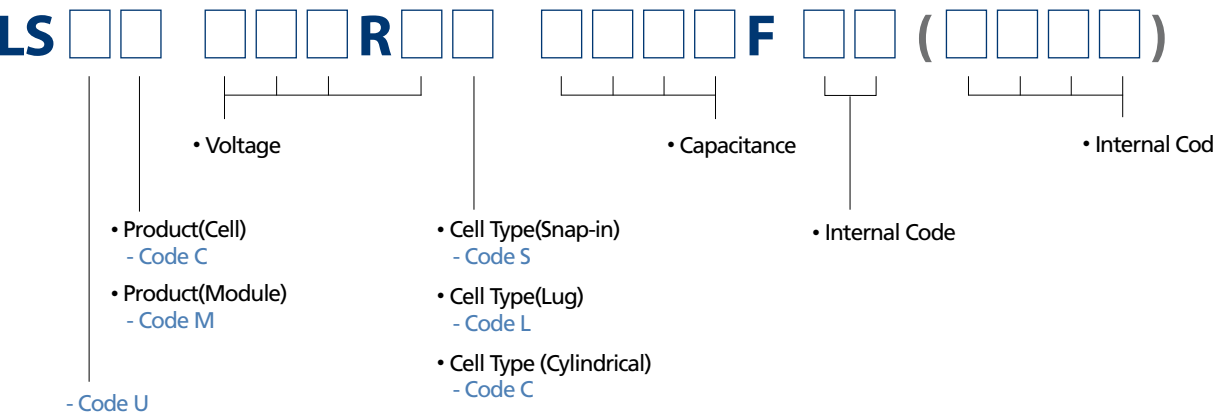 LS R F ( )
• Voltage
• Capacitance
• Internal Cod
• Product(Cell)
- Code C
• Product(Module)
- Code M
• Cell Type(Snap-in)
- Code S
• Cell Type(Lug)
- Code L
• Cell Type (Cylindrical)
- Code C
• Internal Code
- Code U